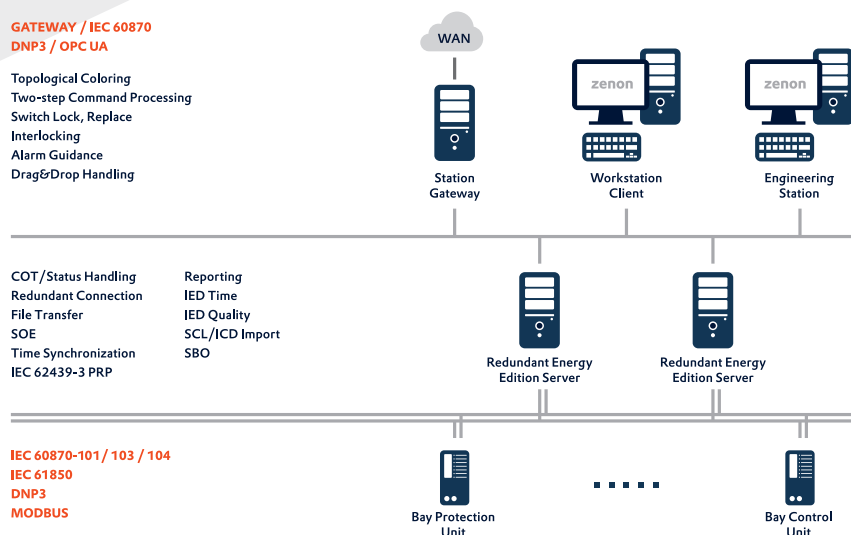 GATEWAY / IEC 60870
DNP3 / OPC UA
Topological Coloring
Two-step Command Processing
Switch Lock, Replace
Interlocking
Alarm Guidance
Drag&Drop Handling
WAN
zenon
zenon
Station
Gateway
Workstation
Client
Engineering
Station
COT/Status Handling
Redundant Connection
File Transfer
SOE
Time Synchronization
IEC 62439-3 PRP
Reporting
IED Time
IED Quality
SCL/ICD Import
SBO
Redundant Energy
Edition Server
Redundant Energy
Edition Server
IEC 60870-101 / 103 / 104
IEC 61850
DNP3
MODBUS
Bay Protection
Unit
Bay Control
Unit